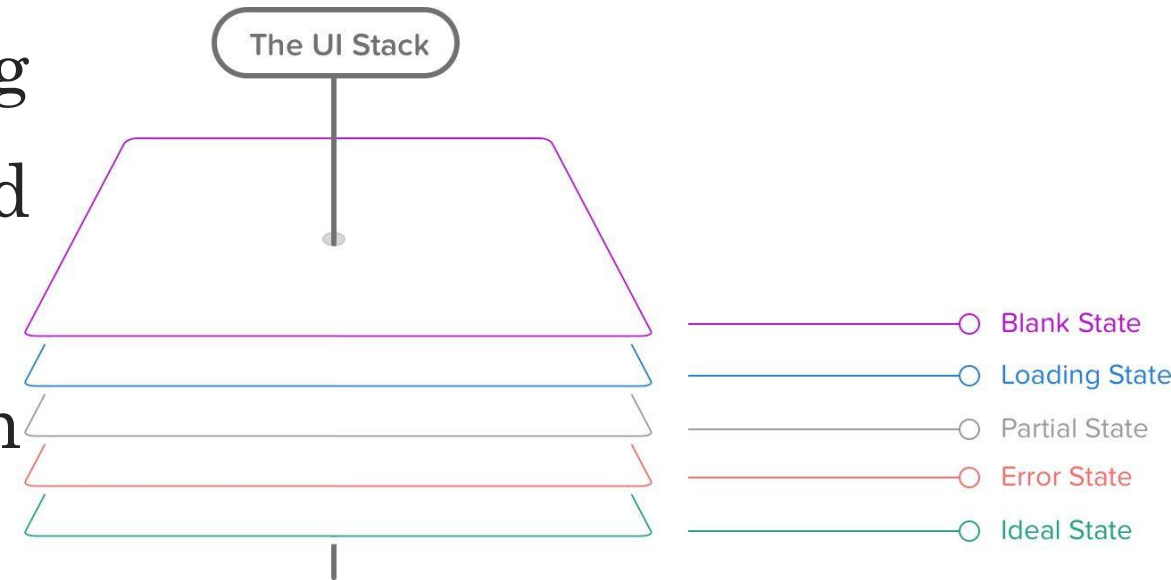 The UI Stack
g
d
n
Blank State
Loading State
Partial State
Error State
Ideal State